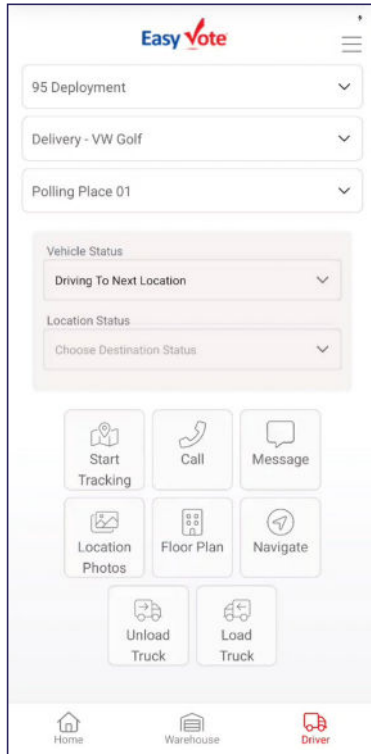 Easy Vote
95 Deployment
Delivery - VW Golf
Polling Place 01
Vehicle Status
Driving To Next Location
Location Status
Choose Destination Status
Start
Tracking
Call
Message
Location
Photos
Floor Plan
Navigate
Unload
Truck
Load
Truck
Home
Warehouse
Driver